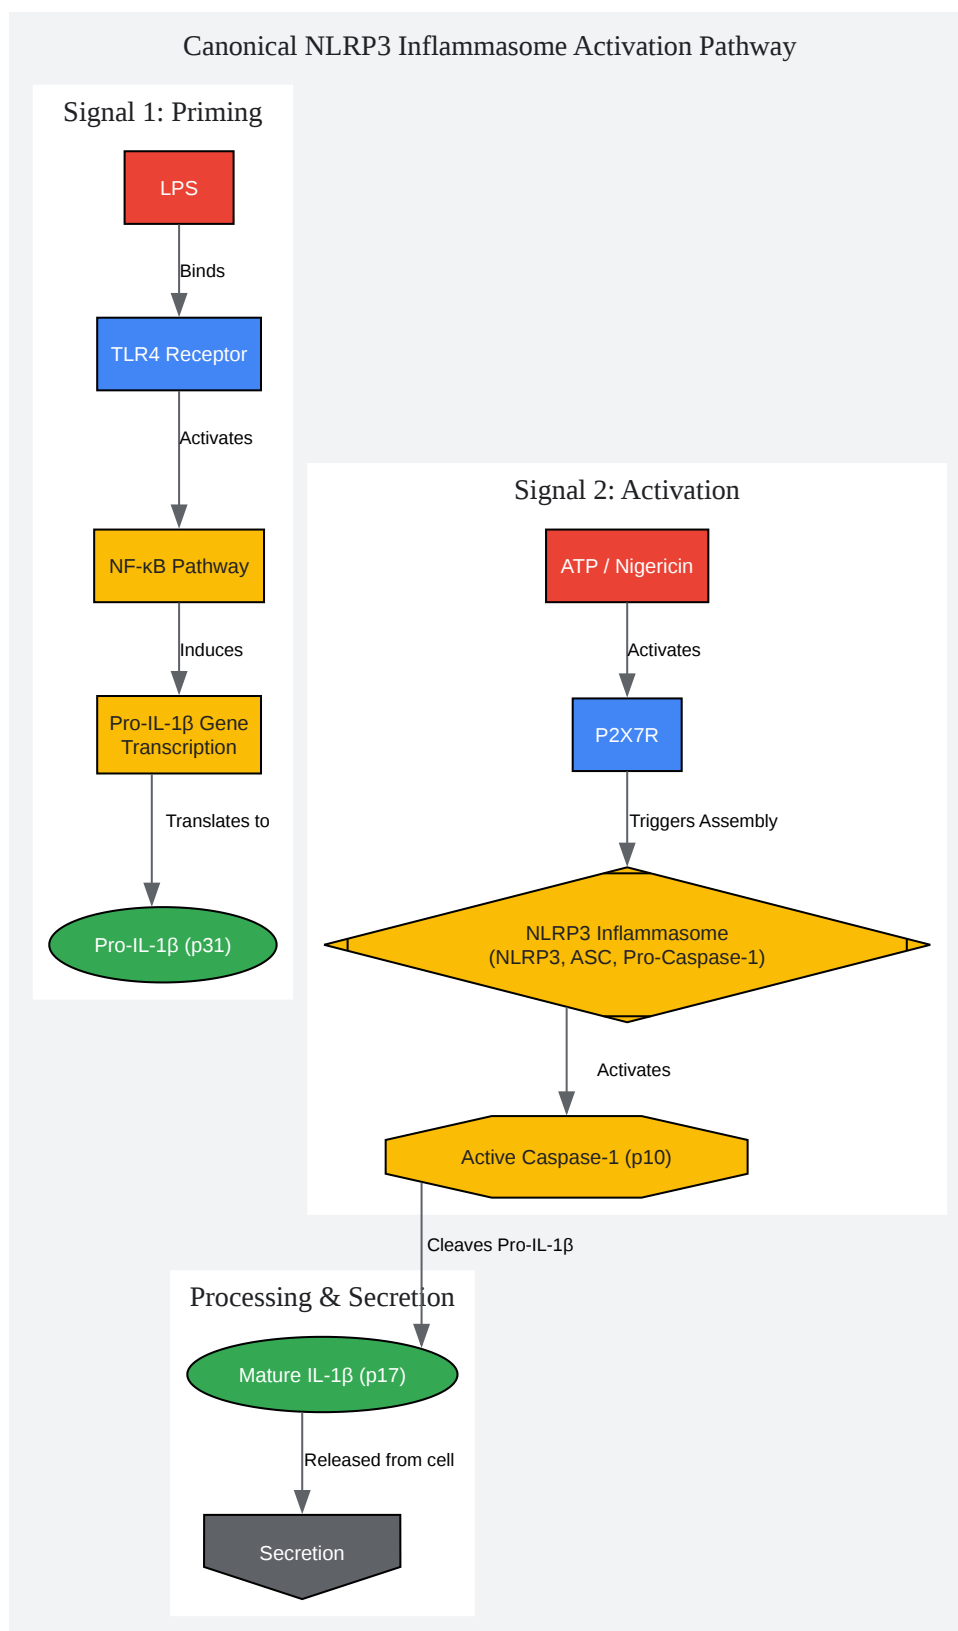 Canonical NLRP3 Inflammasome Activation Pathway
Signal 1: Priming
LPS
Binds
TLR4 Receptor
Activates
NF-κB Pathway
Induces
Pro-IL-1β Gene
Transcription
Translates to
Pro-IL-1β (p31)
Signal 2: Activation
ATP / Nigericin
Activates
P2X7R
Triggers Assembly
NLRP3 Inflammasome
(NLRP3, ASC, Pro-Caspase-1)
Activates
Active Caspase-1 (p10)
Cleaves Pro-IL-1β
Processing & Secretion
Mature IL-1β (p17)
Released from cell
Secretion